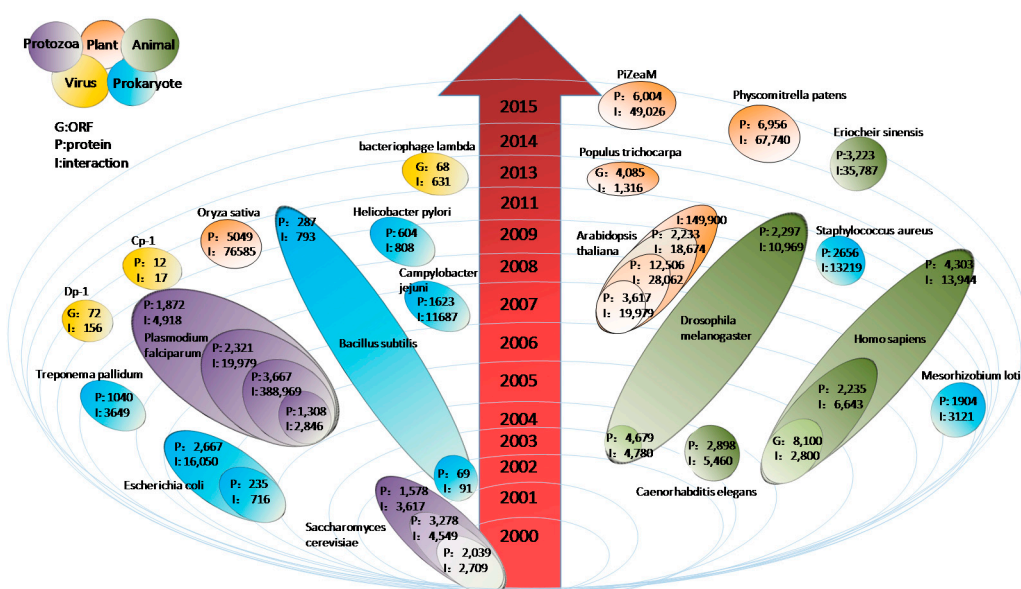 Protozoa
Plant
Animal
Virus
Prokaryote
G:ORF
P:protein
I:interaction
2015
2014
2013
2011
2009
2008
2007
2006
2005
2004
2003
2002
2001
2000
bacteriophage lambda
G: 68
I: 631
Oryza sativa
P: 5049
I: 76585
Cp-1
P: 12
I: 17
Dp-1
G: 72
I: 156
Helicobacter pylori
P: 604
I: 808
Campylobacter
jejuni
P:1623
I:11687
P: 287
I: 793
Bacillus subtilis
P: 69
I: 91
P:1,872
I:4,918
Plasmodium
falciparum
P:2,321
I:19,979
P:3,667
I:388,969
P:1,308
I:2,846
Treponema pallidum
P:1040
I:3649
P:2,667
I:16,050
Escherichia coli
P: 235
I: 716
P:1,578
I:3,617
Saccharomyces
cerevisiae
P:3,278
I:4,549
P:2,039
I:2,709
PiZeaM
P: 6,004
I: 49,026
Physcomitrella patens
P: 6,956
I: 67,740
Eriocheir sinensis
P:3,223
I:35,787
Populus trichocarpa
G: 4,085
I: 1,316
I:149,900
Arabidopsis
thaliana
P: 2,233
I: 18,674
P: 12,506
I: 28,062
P: 3,617
I: 19,979
P:2,297
I:10,969
Drosophila
melanogaster
P: 4,679
I: 4,780
Staphylococcus aureus
P:2656
I:13219
P: 4,303
I: 13,944
Homo sapiens
P: 2,235
I: 6,643
G: 8,100
I: 2,800
Mesorhizobium loti
P:1904
I:3121
P: 2,898
I: 5,460
Caenorhabditis elegans